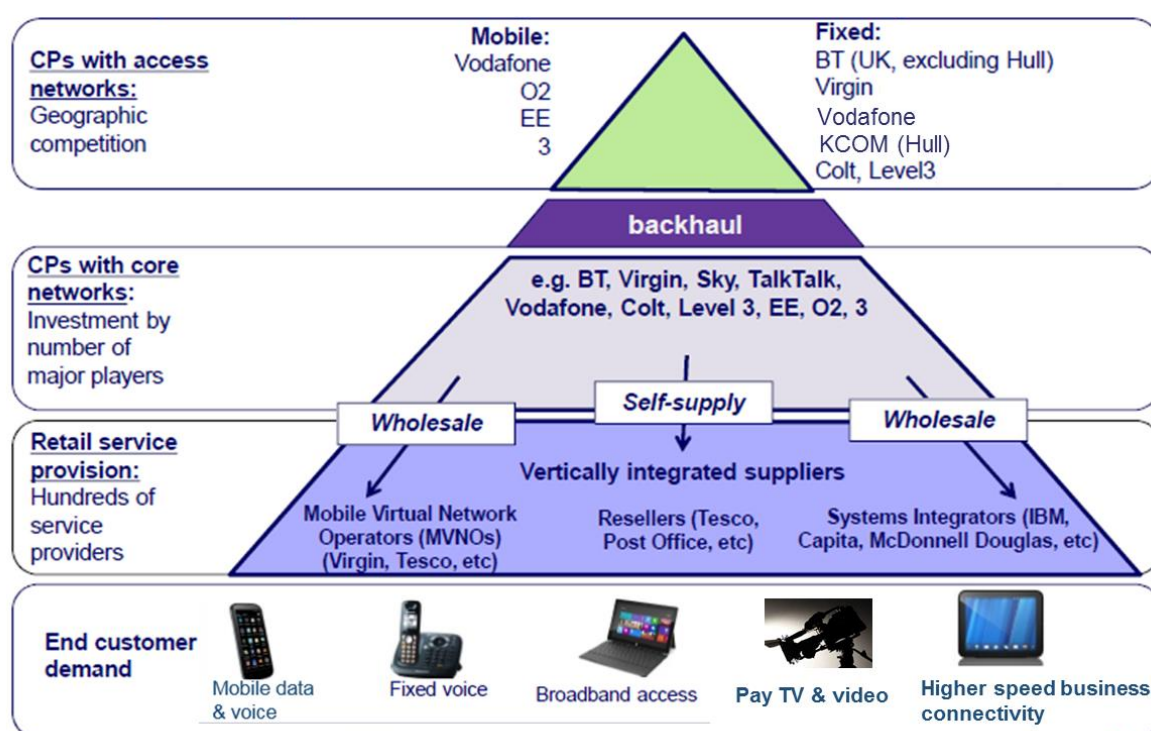 CPs with access
networks:
Geographic
competition
Mobile:
Vodafone
O2
EE
3
Fixed:
BT (UK, excluding Hull)
Virgin
Vodafone
KCOM (Hull)
Colt, Level3
backhaul
CPs with core
networks:
Investment by
number of
major players
e.g. BT, Virgin, Sky, TalkTalk,
Vodafone, Colt, Level 3, EE, O2, 3
Wholesale
Self-supply
Wholesale
Retail service
provision:
Hundreds of
service
providers
Vertically integrated suppliers
Mobile Virtual Network
Operators (MVNOs)
(Virgin, Tesco, etc)
Resellers (Tesco,
Post Office, etc)
Systems Integrators (IBM,
Capita, McDonnell Douglas, etc)
End customer
demand
Mobile data
& voice
Fixed voice
Broadband access
Pay TV & video
Higher speed business
connectivity